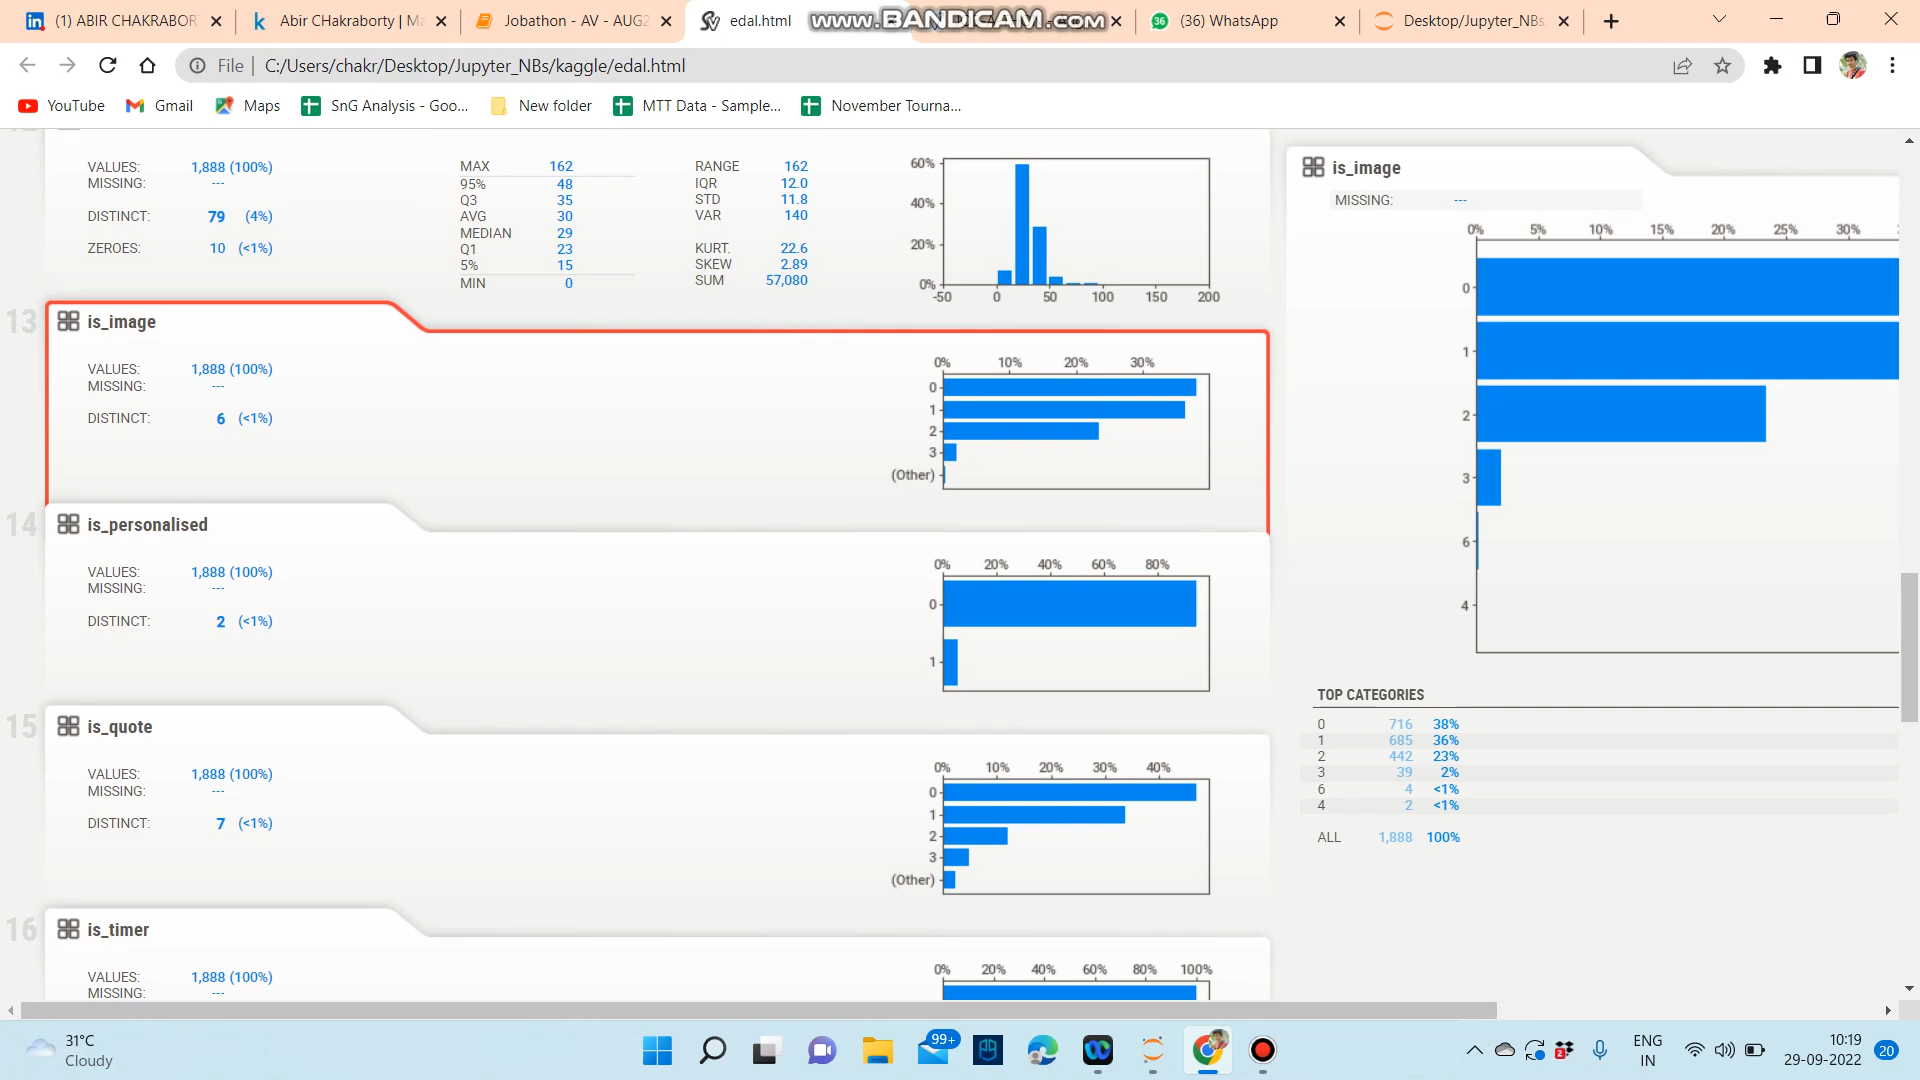 (1) ABIR CHAKRABOR
Abir CHakraborty | Ma
Jobathon - AV - AUG2
edal.html
www.BANDICAM.com
(36) WhatsApp
Desktop/Jupyter_NBs
File
C:/Users/chakr/Desktop/Jupyter_NBs/kaggle/edal.html
YouTube
Gmail
Maps
SnG Analysis - Goo...
New folder
MTT Data - Sample...
November Tourna...
VALUES: 1,888 (100%)
MISSING: ---
DISTINCT: 79 (4%)
ZEROES: 10 (<1%)
MAX 162
95% 48
Q3 35
AVG 30
MEDIAN 29
Q1 23
5% 15
MIN 0
RANGE 162
IQR 12.0
STD 11.8
VAR 140
KURT. 22.6
SKEW 2.89
SUM 57,080
60%
40%
20%
0%
-50 0 50 100 150 200
13
is_image
VALUES: 1,888 (100%)
MISSING: ---
DISTINCT: 6 (<1%)
0% 10% 20% 30%
0
1
2
3
(Other)
14
is_personalised
VALUES: 1,888 (100%)
MISSING: ---
DISTINCT: 2 (<1%)
0% 20% 40% 60% 80%
0
1
15
is_quote
VALUES: 1,888 (100%)
MISSING: ---
DISTINCT: 7 (<1%)
0% 10% 20% 30% 40%
0
1
2
3
(Other)
16
is_timer
VALUES: 1,888 (100%)
MISSING: ---
0% 20% 40% 60% 80% 100%
is_image
MISSING: ---
0% 5% 10% 15% 20% 25% 30%
0
1
2
3
6
4
TOP CATEGORIES
0 716 38%
1 685 36%
2 442 23%
3 39 2%
6 4 <1%
4 2 <1%
ALL 1,888 100%
31°C
Cloudy
99+
ENG
IN
10:19
29-09-2022
20